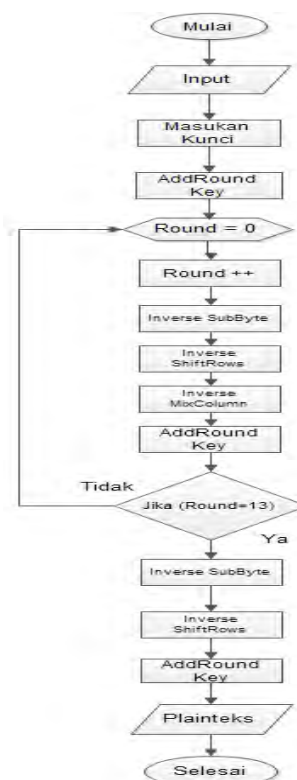 Mulai
Input
Masukan
Kunci
AddRound
Key
Round = 0
Round ++
Inverse SubByte
Inverse
ShiftRows
Inverse
MixColumn
AddRound
Key
Tidak
Jika (Round=13)
Ya
Inverse SubByte
Inverse
ShiftRows
AddRound
Key
Plainteks
Selesai